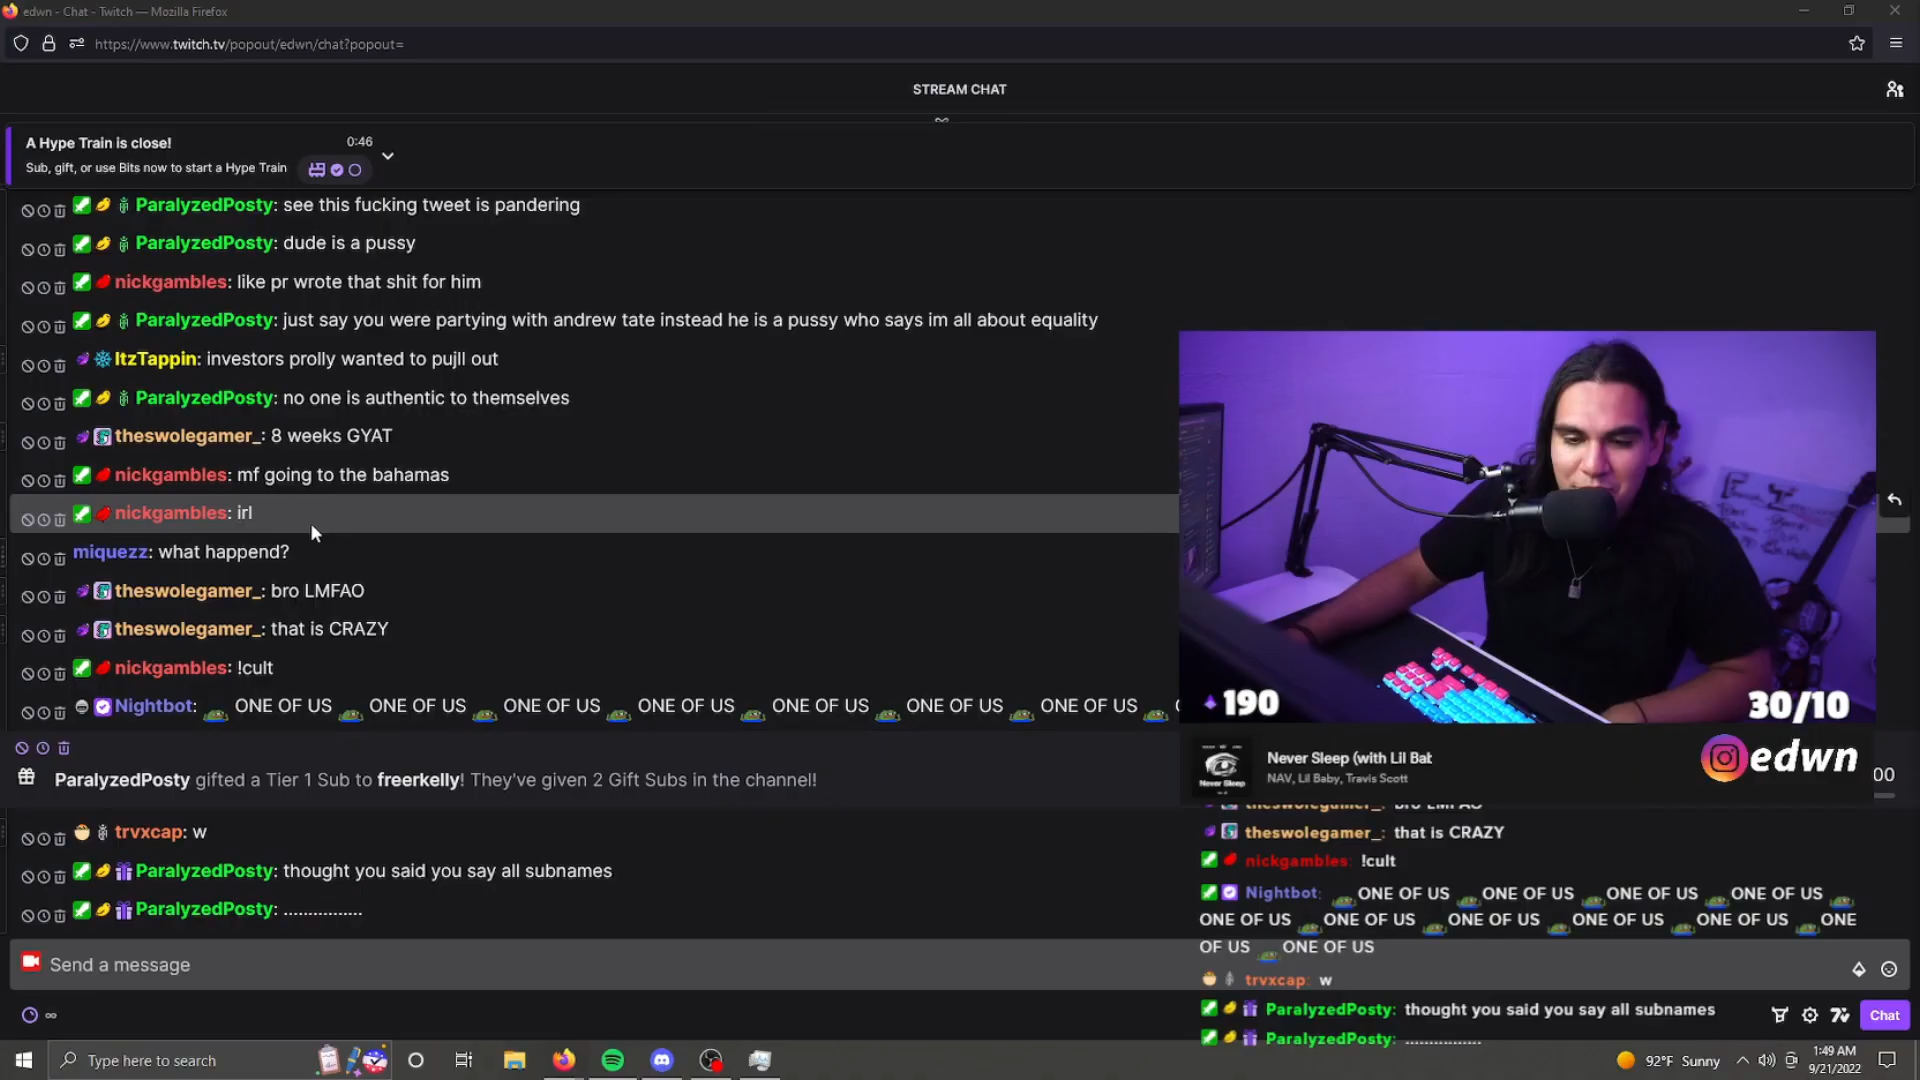 edwn - Chat - Twitch — Mozilla Firefox
https://www.twitch.tv/popout/edwn/chat?popout=
STREAM CHAT
A Hype Train is close!
0:46
Sub, gift, or use Bits now to start a Hype Train
ParalyzedPosty: see this fucking tweet is pandering
ParalyzedPosty: dude is a pussy
nickgambles: like pr wrote that shit for him
ParalyzedPosty: just say you were partying with andrew tate instead he is a pussy who says im all about equality
ItzTappin: investors prolly wanted to pujll out
ParalyzedPosty: no one is authentic to themselves
theswolegamer_: 8 weeks GYAT
nickgambles: mf going to the bahamas
nickgambles: irl
miquezz: what happend?
theswolegamer_: bro LMFAO
theswolegamer_: that is CRAZY
nickgambles: !cult
Nightbot: ONE OF US ONE OF US ONE OF US ONE OF US ONE OF US ONE OF US ONE OF US
ParalyzedPosty gifted a Tier 1 Sub to freerkelly! They've given 2 Gift Subs in the channel!
trvxcap: w
ParalyzedPosty: thought you said you say all subnames
ParalyzedPosty: ................
Send a message
∞
190
30/10
Never Sleep
Never Sleep (with Lil Bab
NAV, Lil Baby, Travis Scott
edwn
00
theswolegamer_: bro LMFAO
theswolegamer_: that is CRAZY
nickgambles: !cult
Nightbot: ONE OF US ONE OF US ONE OF US ONE OF US
ONE OF US ONE OF US ONE OF US ONE OF US ONE OF US ONE
OF US ONE OF US
trvxcap: w
ParalyzedPosty: thought you said you say all subnames
ParalyzedPosty: ................
Chat
Type here to search
92°F Sunny
1:49 AM
9/21/2022